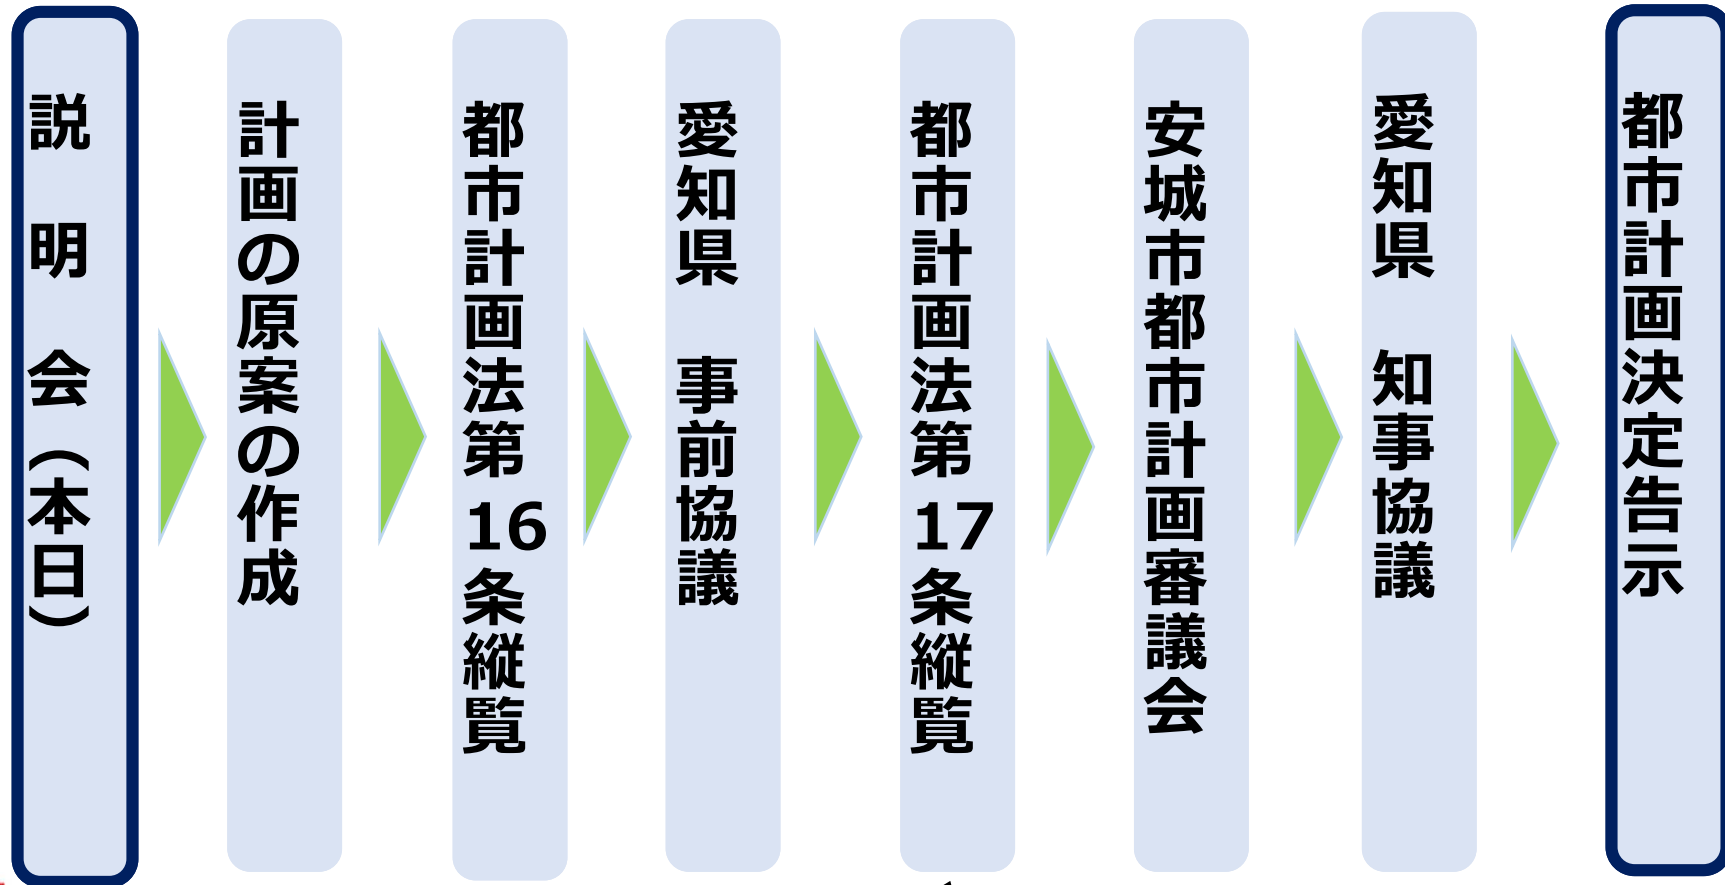 説　明　会（本日）
計画の原案の作成
都市計画法第16条縦覧
愛知県　事前協議
都市計画法第17条縦覧
安城市都市計画審議会
愛知県　知事協議
都市計画決定告示